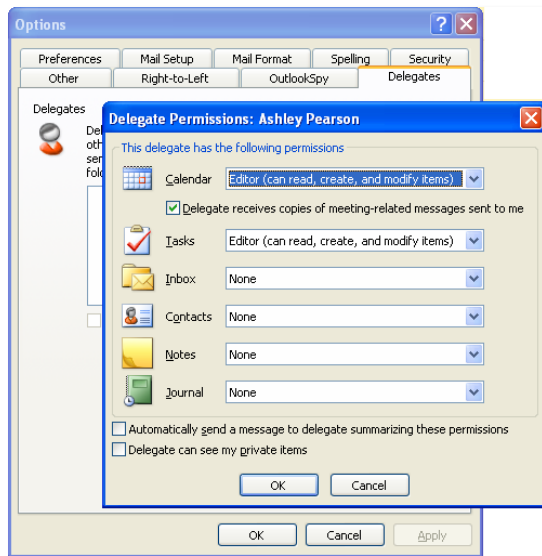 Options
Preferences Mail Setup Mail Format Spelling Security
Other Right-to-Left OutlookSpy Delegates
Delegates
Delegate Permissions: Ashley Pearson
This delegate has the following permissions
Calendar Editor (can read, create, and modify items)
Delegate receives copies of meeting-related messages sent to me
Tasks Editor (can read, create, and modify items)
Inbox None
Contacts None
Notes None
Journal None
Automatically send a message to delegate summarizing these permissions
Delegate can see my private items
OK Cancel
OK Cancel Apply